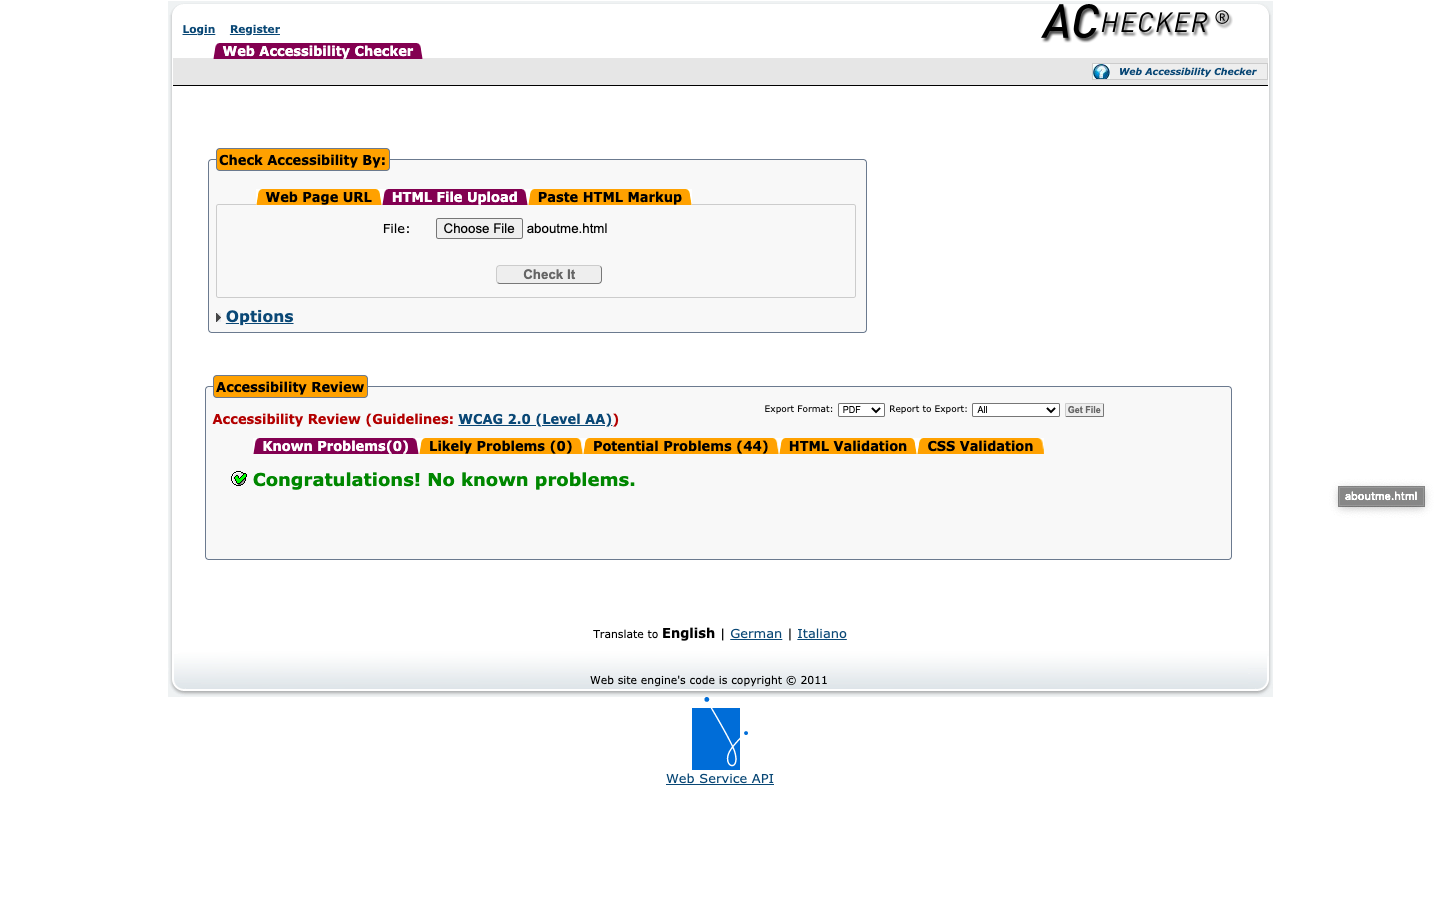 Login Register
ACHECKER ®
Web Accessibility Checker
Web Accessibility Checker
Check Accessibility By:
Web Page URL HTML File Upload Paste HTML Markup
File: Choose File aboutme.html
Check It
Options
Accessibility Review
Accessibility Review (Guidelines: WCAG 2.0 (Level AA))
Export Format: PDF Report to Export: All Get File
Known Problems(0) Likely Problems (0) Potential Problems (44) HTML Validation CSS Validation
Congratulations! No known problems.
aboutme.html
Translate to English | German | Italiano
Web site engine's code is copyright © 2011
Web Service API